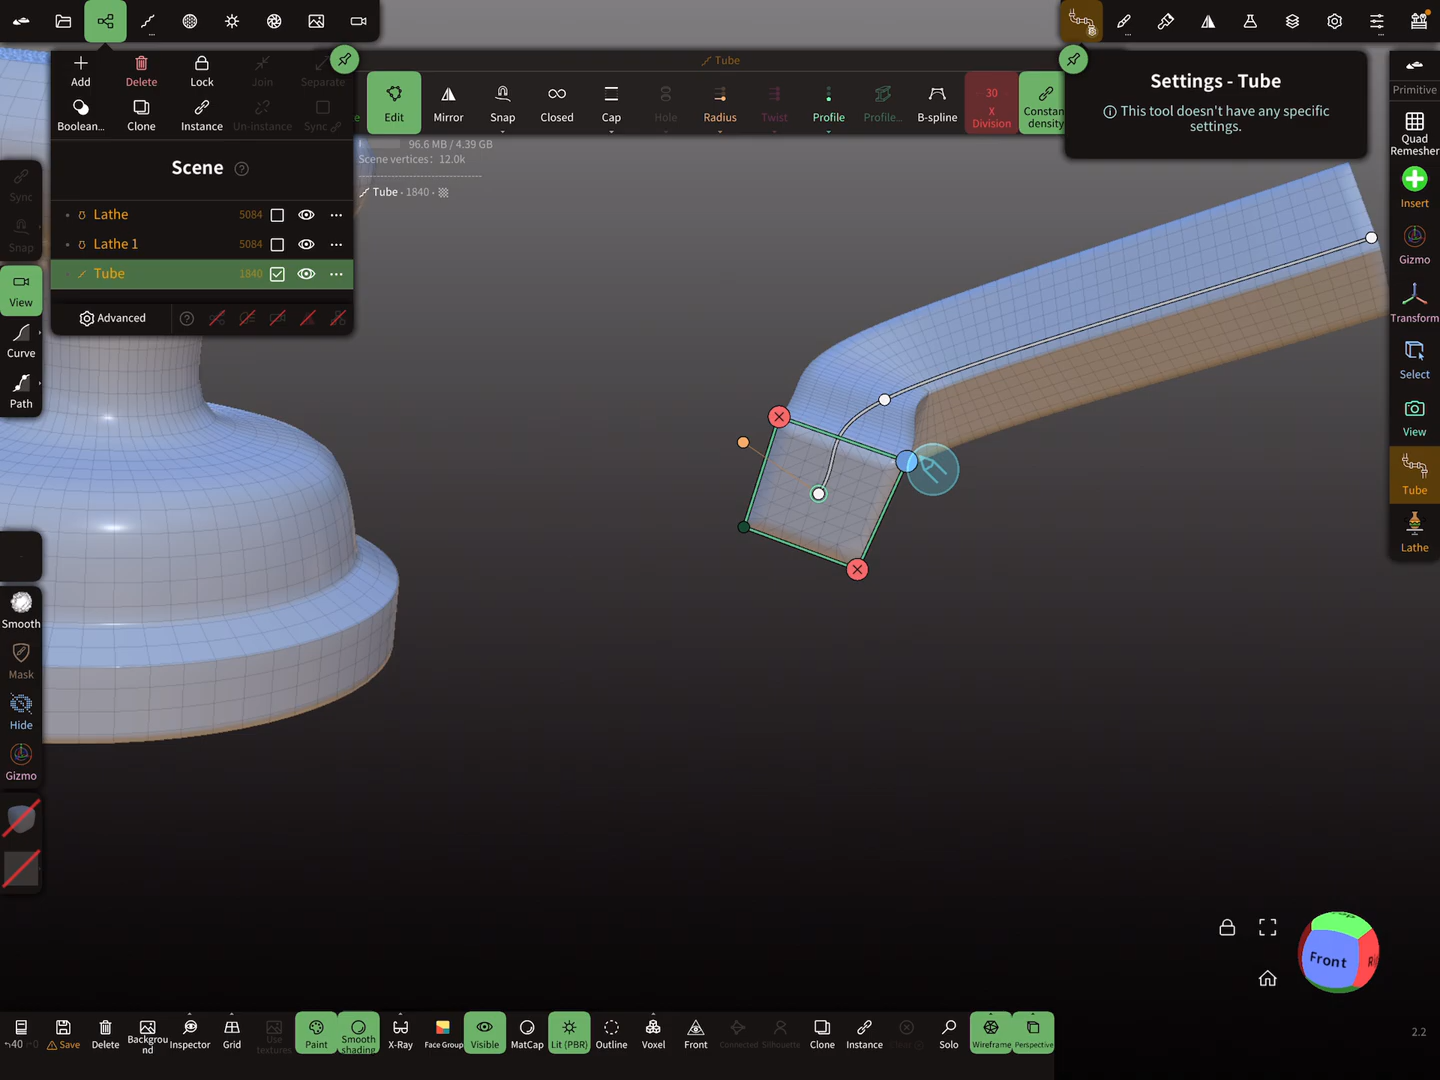 Add
Delete
Lock
Join
Separate
Boolean...
Clone
Instance
Un-instance
Sync
Scene
Lathe 5084
Lathe 1 5084
Tube 1840
Advanced
Tube
Edit
Mirror
Snap
Closed
Cap
Hole
Radius
Twist
Profile
Profile...
B-spline
30
X
Division
Constan
density
96.6 MB / 4.39 GB
Scene vertices: 12.0k
Tube · 1840 ·
Settings - Tube
This tool doesn't have any specific
settings.
Sync
Snap
View
Curve
Path
Smooth
Mask
Hide
Gizmo
Primitive
Quad
Remesher
Insert
Gizmo
Transform
Select
View
Tube
Lathe
Front
2.2
Save
Delete
Backgrou
nd
Inspector
Grid
Use
textures
Paint
Smooth
shading
X-Ray
Face Group
Visible
MatCap
Lit (PBR)
Outline
Voxel
Front
Connected
Silhouette
Clone
Instance
Solo
Wireframe
Perspective